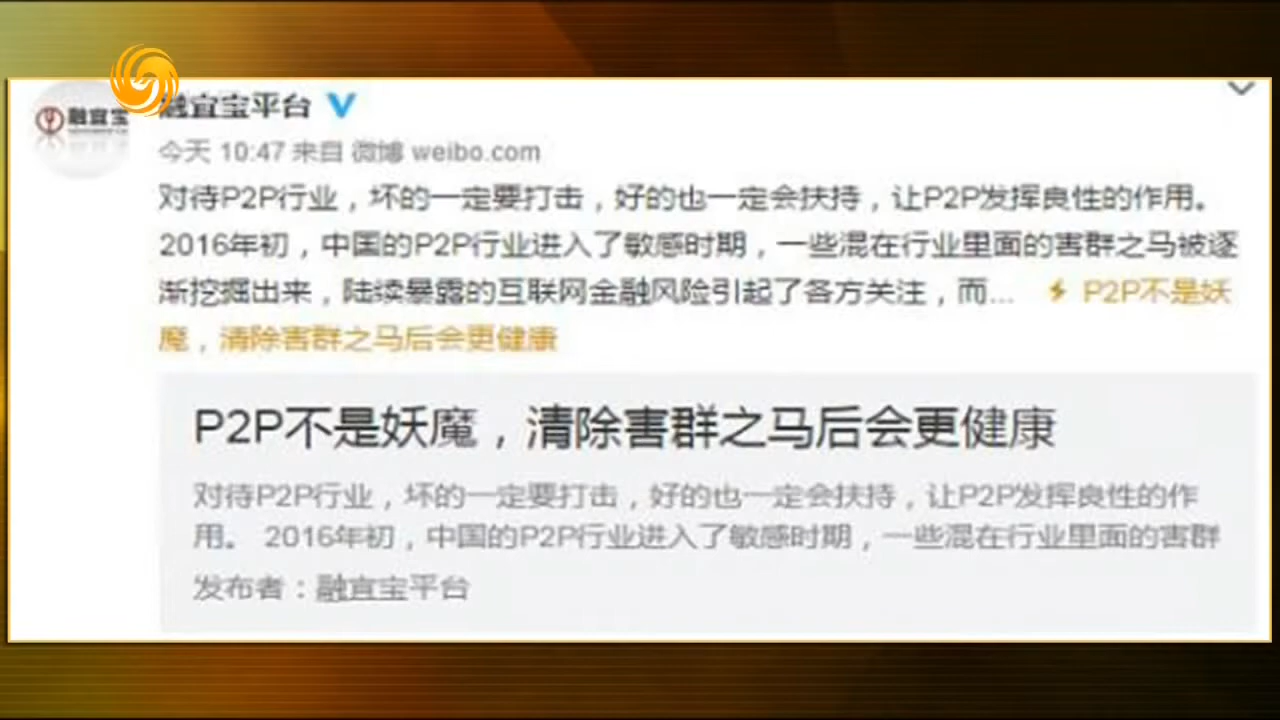 融宜宝
融宜宝平台
今天 10:47 来自 微博 weibo.com
对待P2P行业，坏的一定要打击，好的也一定会扶持，让P2P发挥良性的作用。
2016年初，中国的P2P行业进入了敏感时期，一些混在行业里面的害群之马被逐
渐挖掘出来，陆续暴露的互联网金融风险引起了各方关注，而... P2P不是妖
魔，清除害群之马后会更健康
P2P不是妖魔，清除害群之马后会更健康
对待P2P行业，坏的一定要打击，好的也一定会扶持，让P2P发挥良性的作
用。 2016年初，中国的P2P行业进入了敏感时期，一些混在行业里面的害群
发布者：融宜宝平台